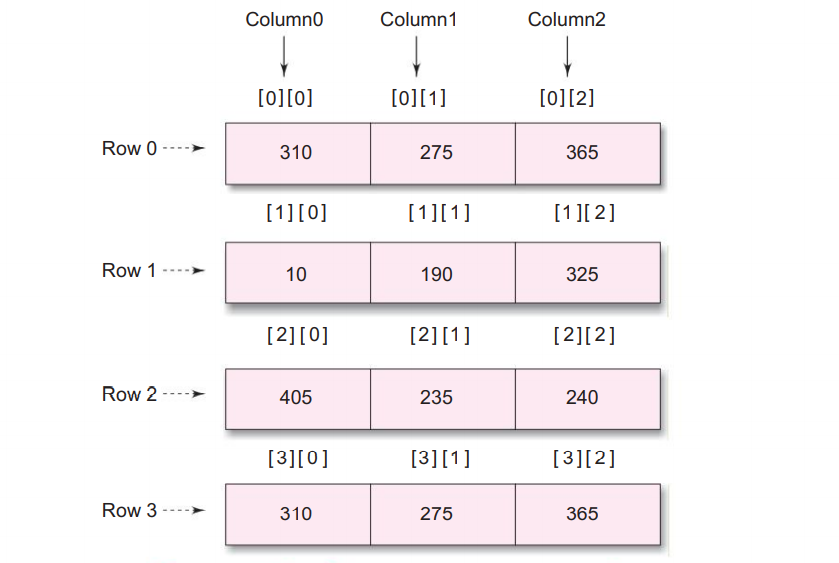 Column0 Column1 Column2
[0][0] [0][1] [0][2]
Row 0 310 275 365
[1][0] [1][1] [1][2]
Row 1 10 190 325
[2][0] [2][1] [2][2]
Row 2 405 235 240
[3][0] [3][1] [3][2]
Row 3 310 275 365